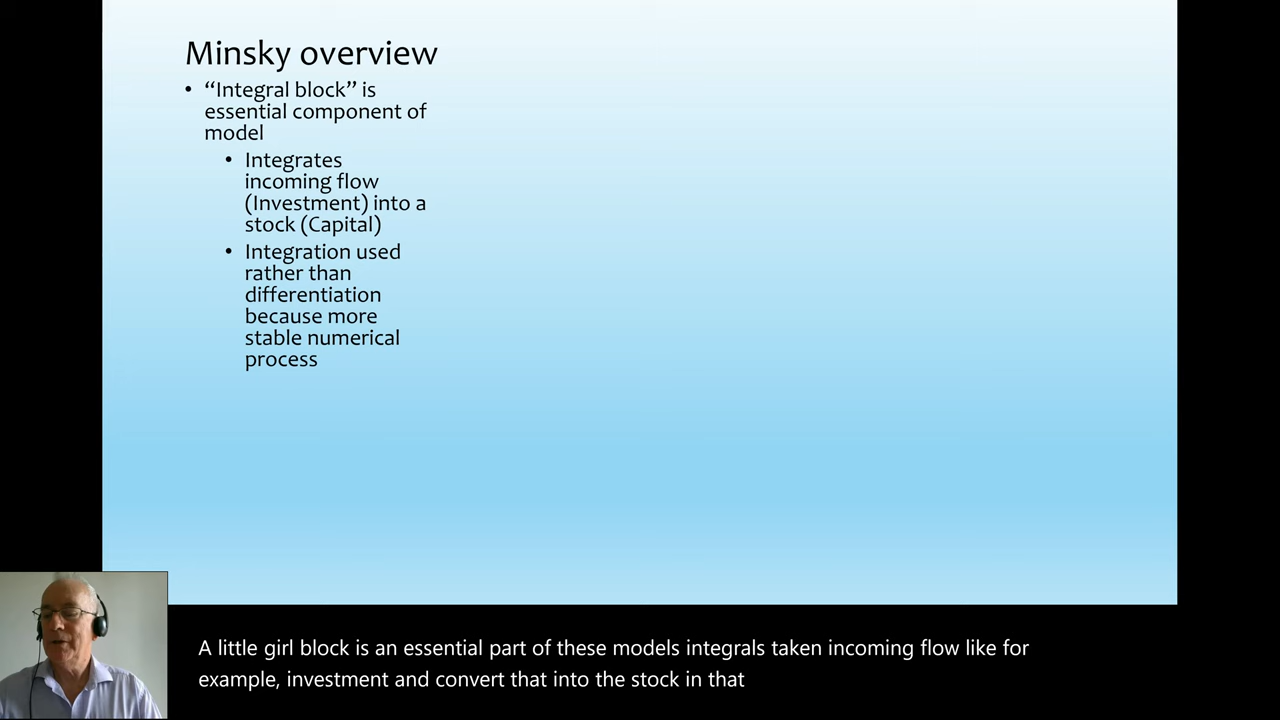 Minsky overview
• “Integral block” is
essential component of
model
• Integrates
incoming flow
(Investment) into a
stock (Capital)
• Integration used
rather than
differentiation
because more
stable numerical
process
A little girl block is an essential part of these models integrals taken incoming flow like for
example, investment and convert that into the stock in that